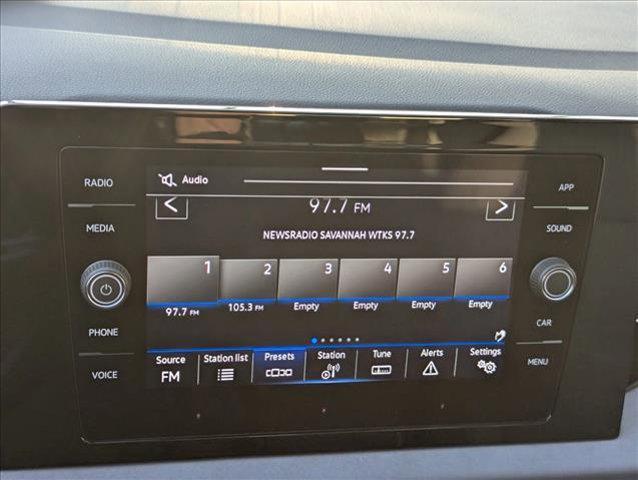 RADIO
MEDIA
PHONE
VOICE
Audio
97.7 FM
NEWSRADIO SAVANNAH WTKS 97.7
1 2 3 4 5 6
97.7 FM 105.3 FM Empty Empty Empty Empty
Source Station list Presets Station Tune Alerts Settings
FM
APP
SOUND
CAR
MENU